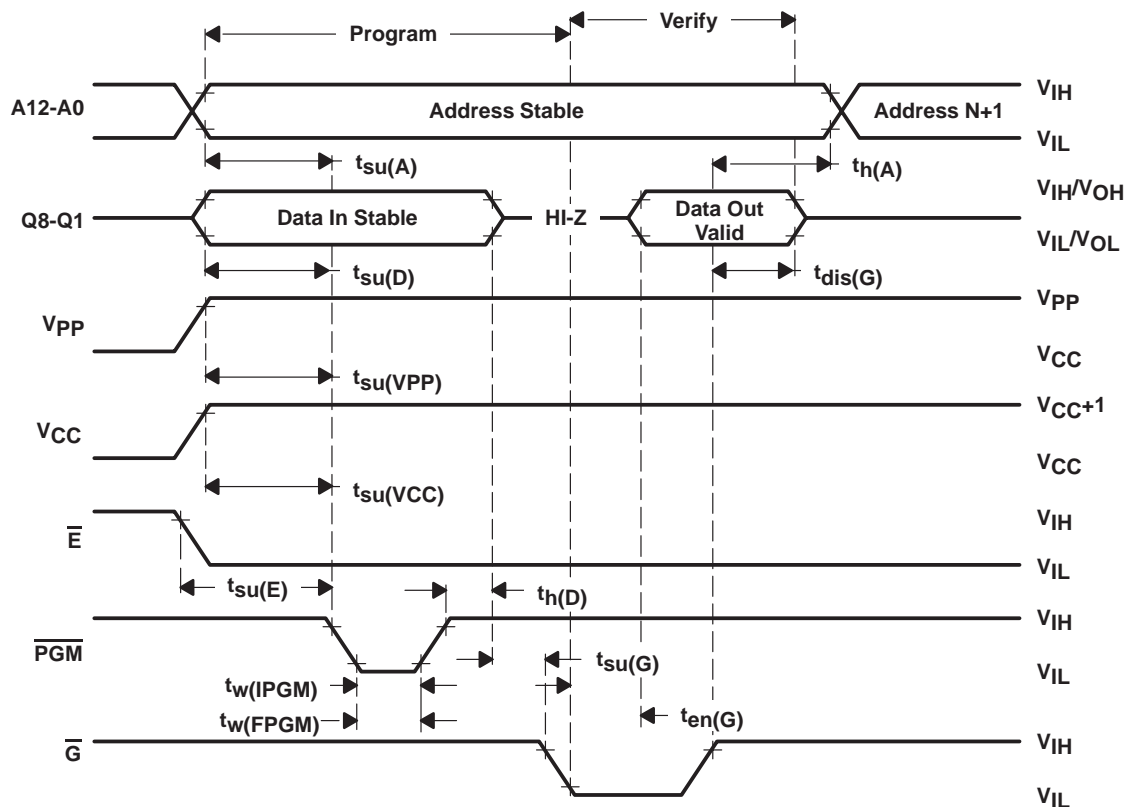 Program
Verify
A12-A0
Address Stable
Address N+1
VIH
VIL
tsu(A)
th(A)
Q8-Q1
Data In Stable
HI-Z
Data Out
Valid
VIH/VOH
VIL/VOL
tsu(D)
tdis(G)
VPP
VPP
VCC
tsu(VPP)
VCC
VCC+1
VCC
tsu(VCC)
E
VIH
VIL
tsu(E)
th(D)
PGM
VIH
VIL
tsu(G)
tw(IPGM)
tw(FPGM)
ten(G)
G
VIH
VIL